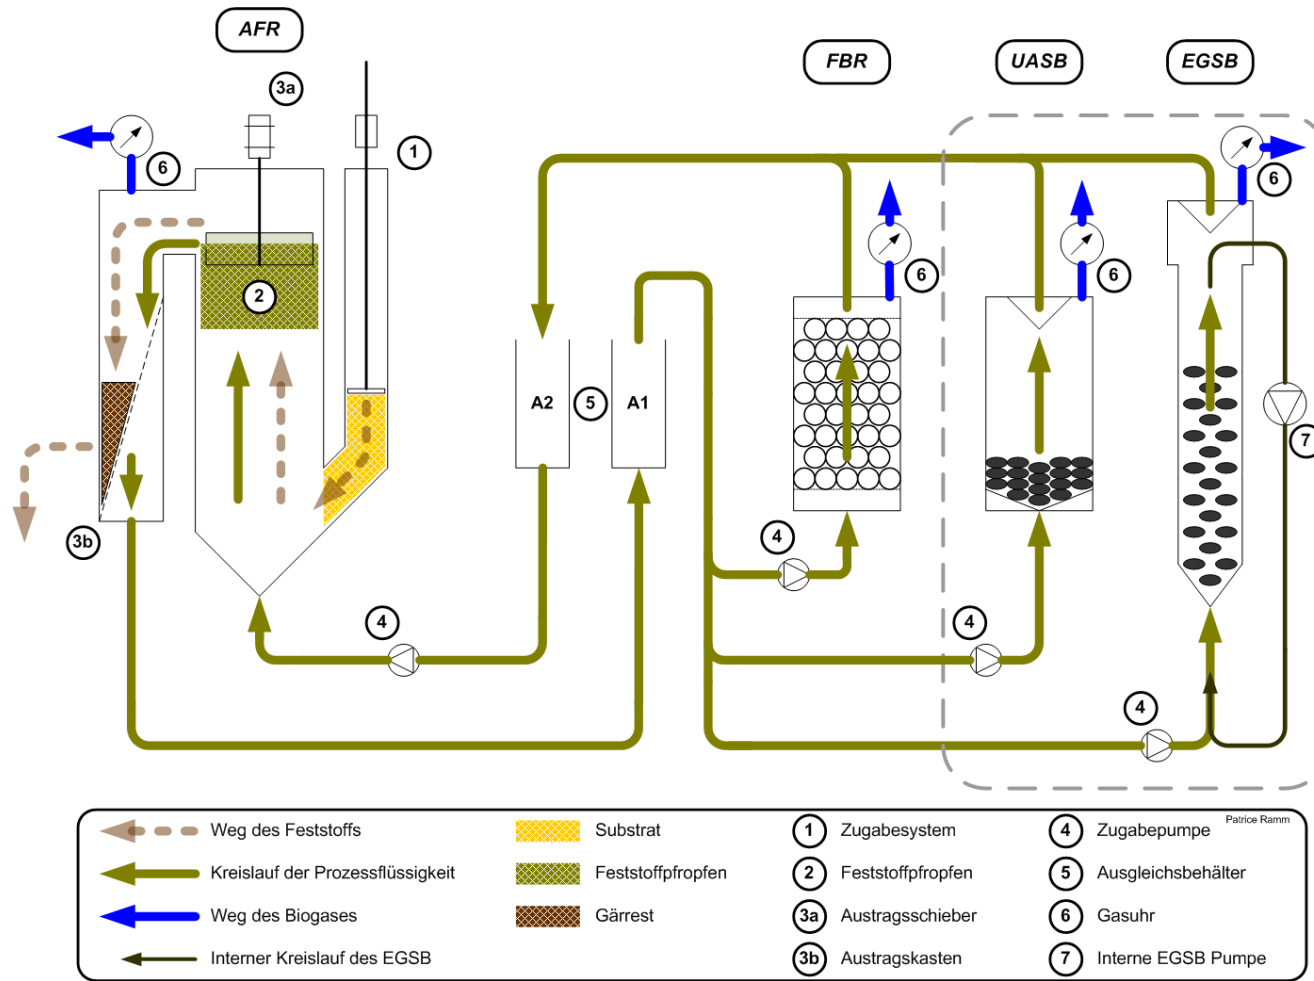 AFR
FBR
UASB
EGSB
3a
1
6
6
6
6
2
A2
5
A1
7
3b
4
4
4
4
Patrice Ramm
Weg des Feststoffs
Substrat
1 Zugabesystem
4 Zugabepumpe
Kreislauf der Prozessflüssigkeit
Feststoffpfropfen
2 Feststoffpfropfen
5 Ausgleichsbehälter
Weg des Biogases
Gärrest
3a Austragsschieber
6 Gasuhr
Interner Kreislauf des EGSB
3b Austragskasten
7 Interne EGSB Pumpe